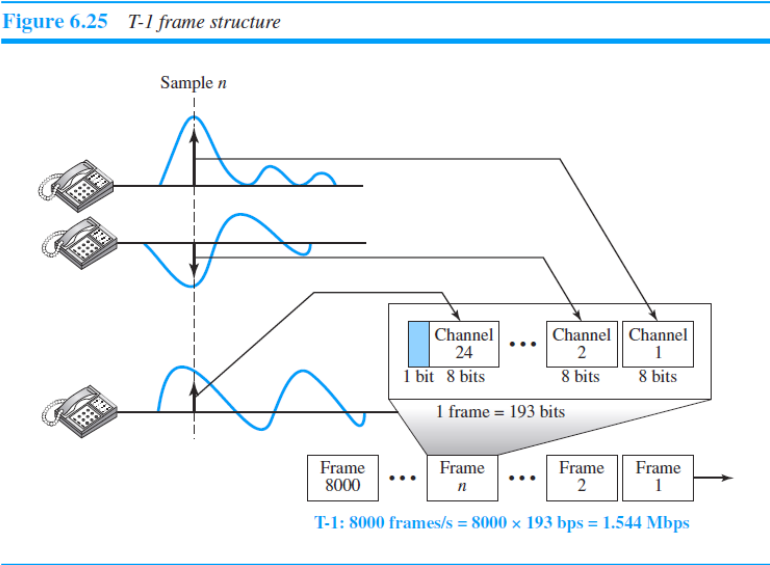 Figure 6.25 T-1 frame structure
Sample n
Channel 24
Channel 2
Channel 1
1 bit 8 bits
8 bits
8 bits
1 frame = 193 bits
Frame 8000
Frame n
Frame 2
Frame 1
T-1: 8000 frames/s = 8000 × 193 bps = 1.544 Mbps